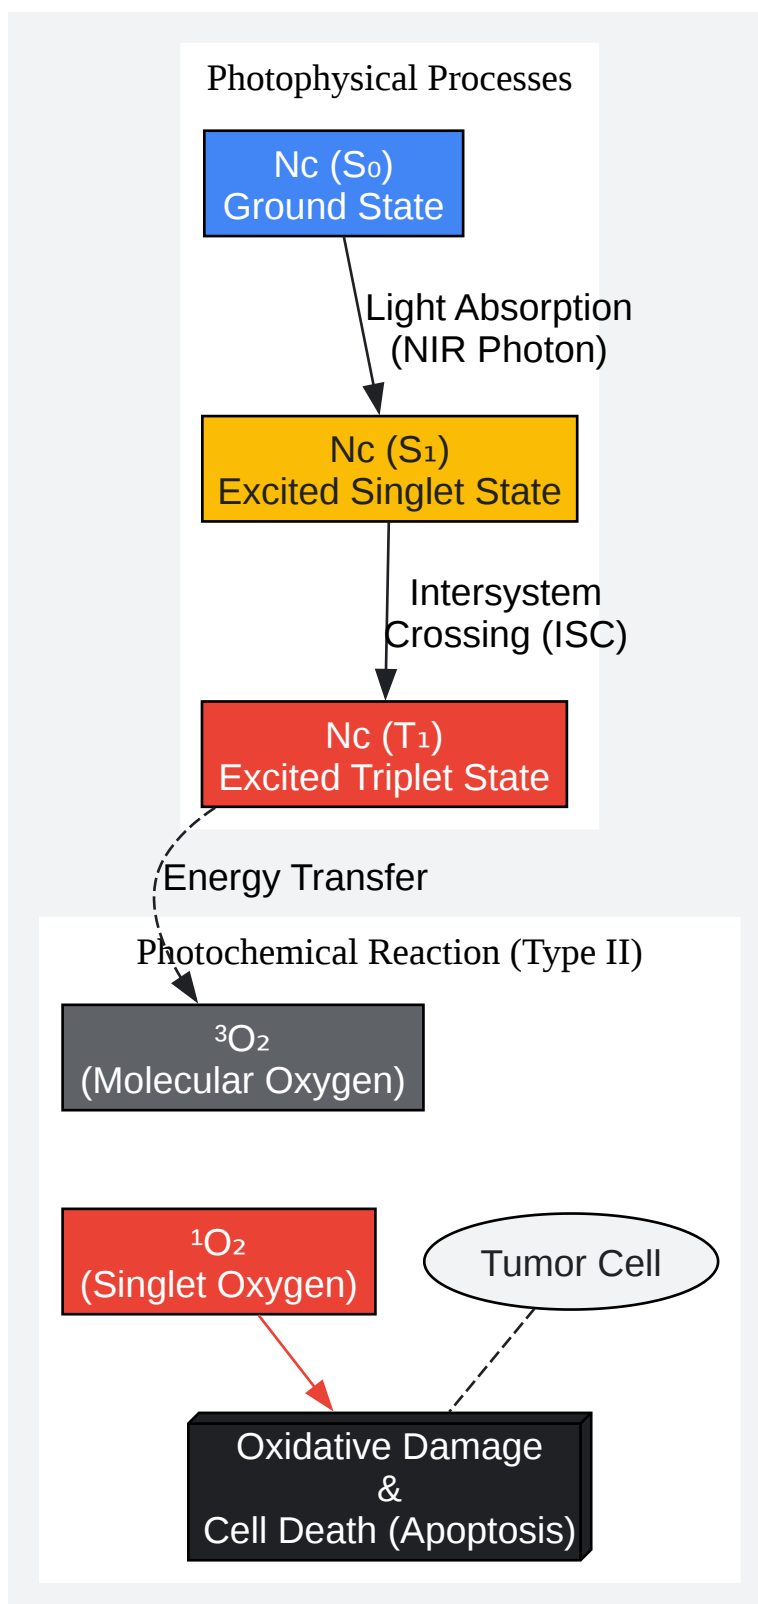 Photophysical Processes
Nc (S₀)
Ground State
Light Absorption
(NIR Photon)
Nc (S₁)
Excited Singlet State
Intersystem
Crossing (ISC)
Nc (T₁)
Excited Triplet State
Energy Transfer
Photochemical Reaction (Type II)
³O₂
(Molecular Oxygen)
¹O₂
(Singlet Oxygen)
Tumor Cell
Oxidative Damage
&
Cell Death (Apoptosis)